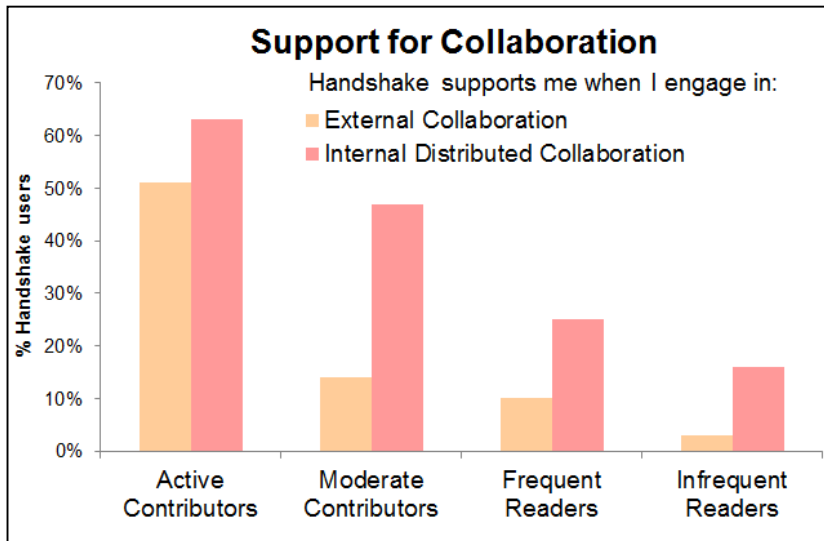 Support for Collaboration
Handshake supports me when I engage in:
External Collaboration
Internal Distributed Collaboration
% Handshake users
70%
60%
50%
40%
30%
20%
10%
0%
Active
Contributors
Moderate
Contributors
Frequent
Readers
Infrequent
Readers